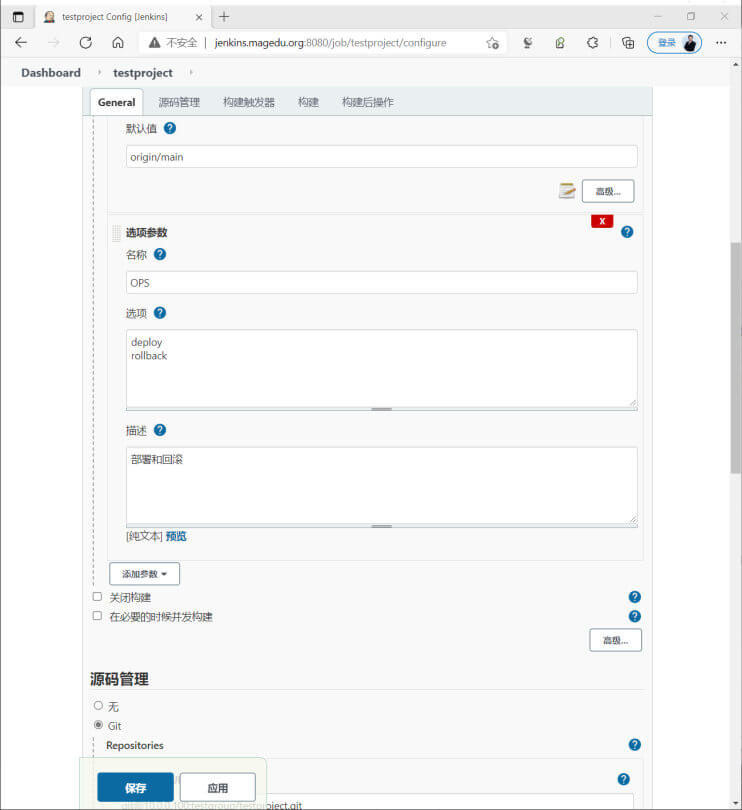 testproject Config [Jenkins]
不安全 | jenkins.magedu.org:8080/job/testproject/configure
登录
Dashboard
testproject
General
源码管理
构建触发器
构建
构建后操作
默认值
origin/main
高级...
选项参数
X
名称
OPS
选项
deploy
rollback
描述
部署和回滚
[纯文本] 预览
添加参数
关闭构建
在必要的时候并发构建
高级...
源码管理
无
Git
Repositories
保存
应用